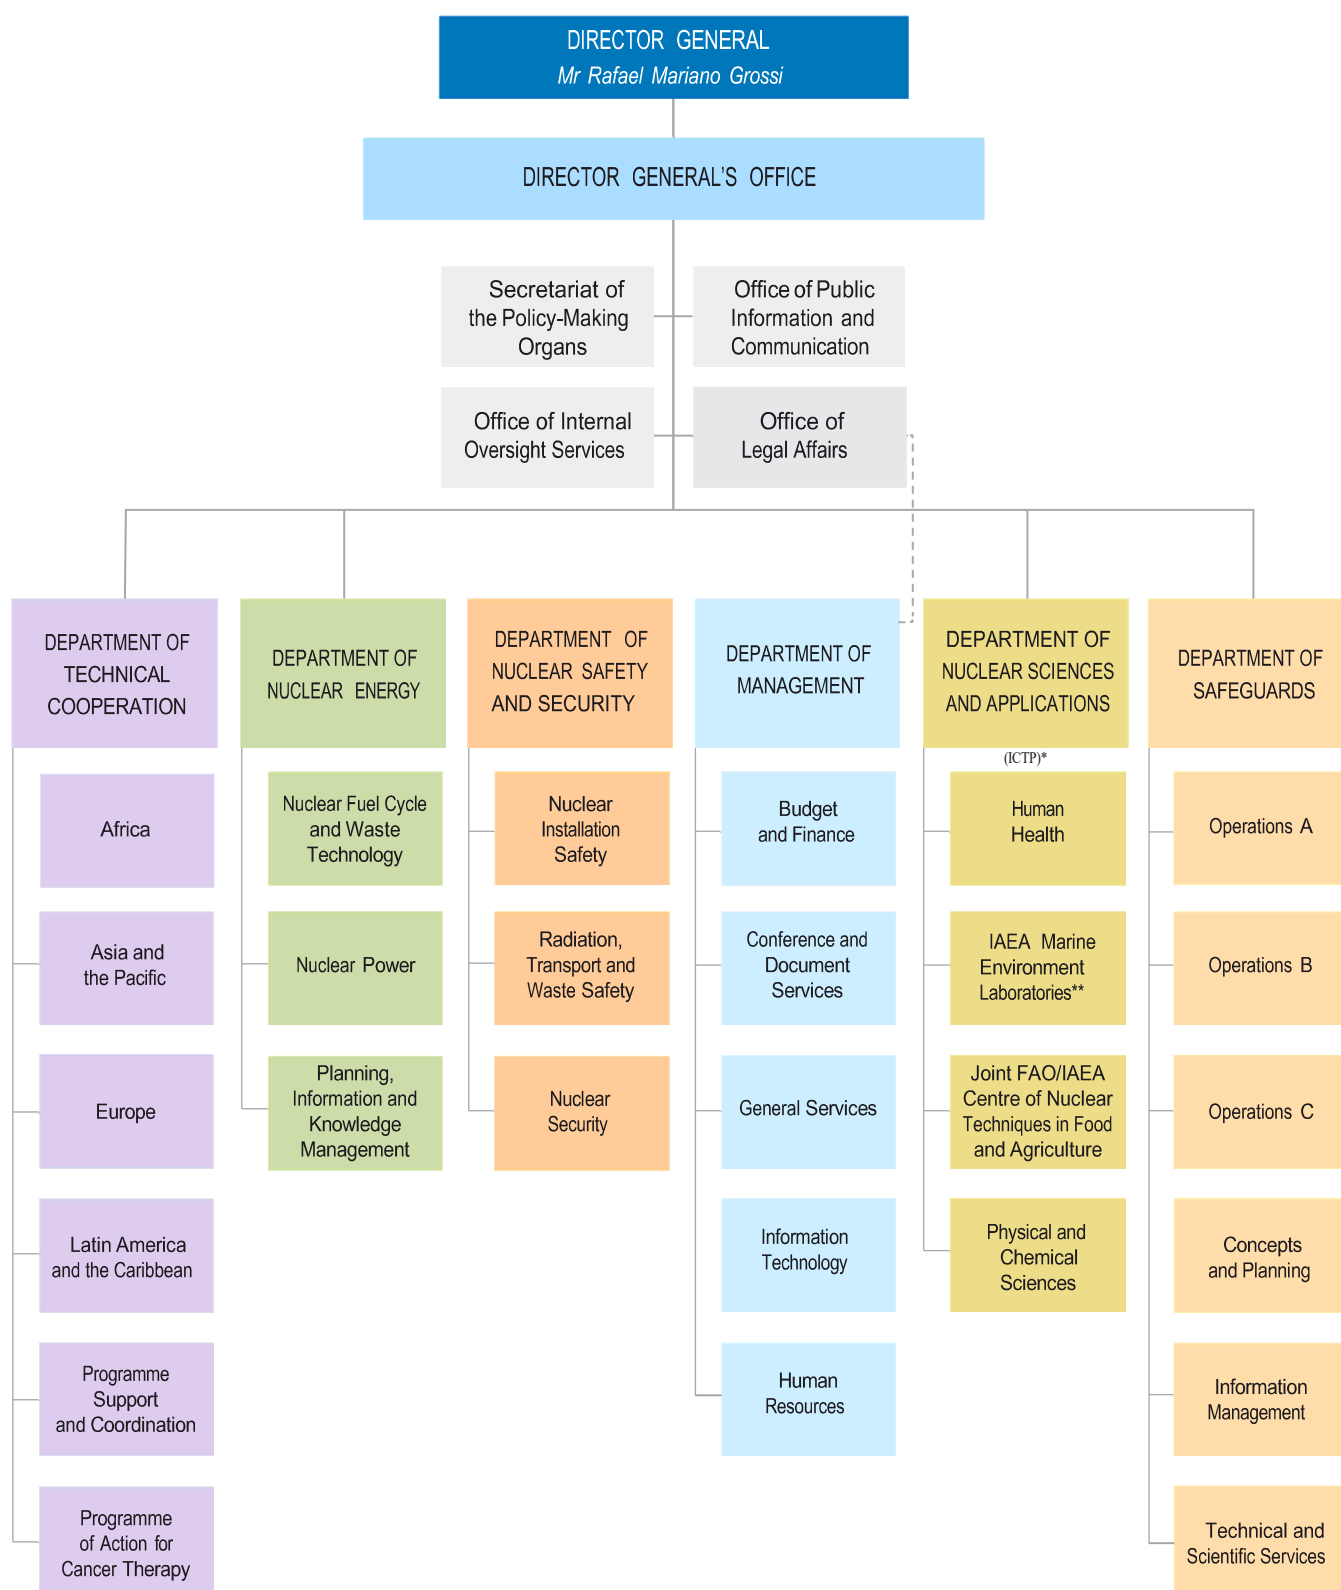 DIRECTOR GENERAL
Mr Rafael Mariano Grossi
DIRECTOR GENERAL’S OFFICE
Secretariat of
the Policy-Making
Organs
Office of Public
Information and
Communication
Office of Internal
Oversight Services
Office of
Legal Affairs
DEPARTMENT OF
TECHNICAL
COOPERATION
Africa
Asia and
the Pacific
Europe
Latin America
and the Caribbean
Programme
Support
and Coordination
Programme
of Action for
Cancer Therapy
DEPARTMENT OF
NUCLEAR ENERGY
Nuclear Fuel Cycle
and Waste
Technology
Nuclear Power
Planning,
Information and
Knowledge
Management
DEPARTMENT OF
NUCLEAR SAFETY
AND SECURITY
Nuclear
Installation
Safety
Radiation,
Transport and
Waste Safety
Nuclear
Security
DEPARTMENT OF
MANAGEMENT
Budget
and Finance
Conference and
Document
Services
General Services
Information
Technology
Human
Resources
DEPARTMENT OF
NUCLEAR SCIENCES
AND APPLICATIONS
(ICTP)*
Human
Health
IAEA Marine
Environment
Laboratories**
Joint FAO/IAEA
Centre of Nuclear
Techniques in Food
and Agriculture
Physical and
Chemical
Sciences
DEPARTMENT OF
SAFEGUARDS
Operations A
Operations B
Operations C
Concepts
and Planning
Information
Management
Technical and
Scientific Services